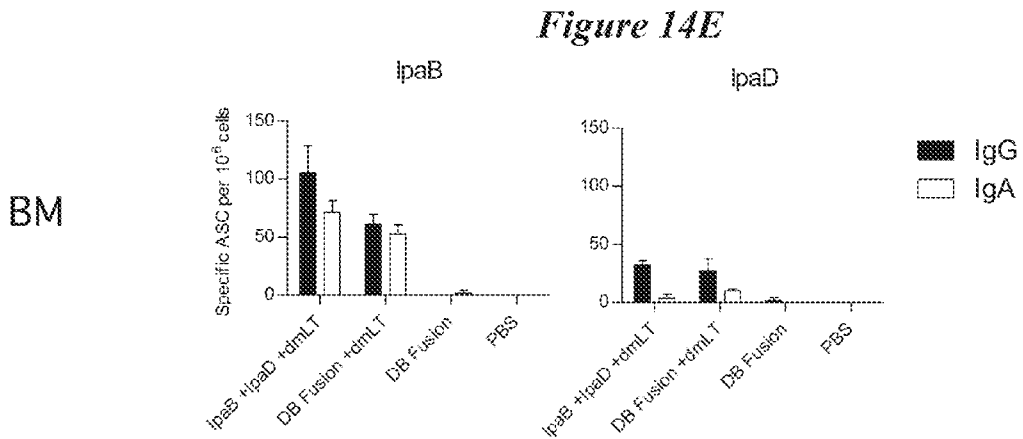 Figure 14E
IpaB
IpaD
BM
Specific ASC per 10⁶ cells
150
100
50
0
IpaB +IpaD +dmLT
DB Fusion +dmLT
DB Fusion
PBS
150
100
50
0
IpaB +IpaD +dmLT
DB Fusion +dmLT
DB Fusion
PBS
IgG
IgA